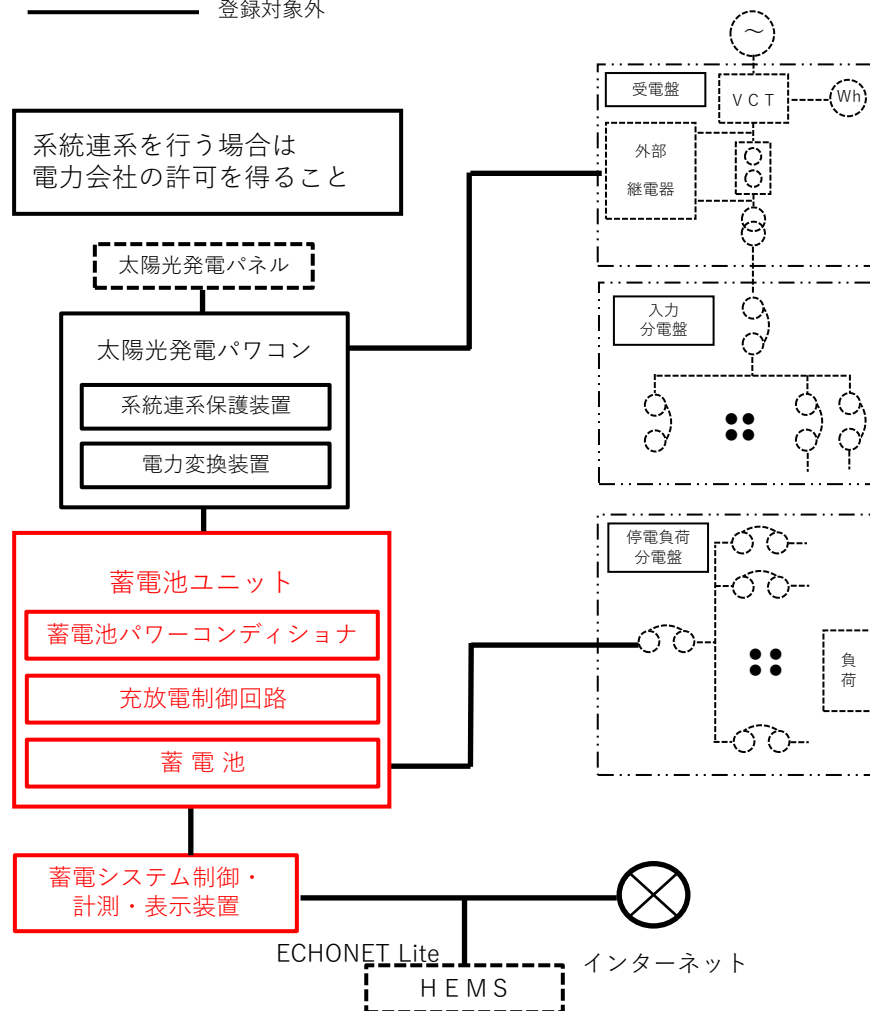 登録対象外
～
受電盤
ＶＣＴ
Wh
系統連系を行う場合は
電力会社の許可を得ること
外部
継電器
太陽光発電パネル
太陽光発電パワコン
系統連系保護装置
電力変換装置
入力
分電盤
蓄電池ユニット
蓄電池パワーコンディショナ
充放電制御回路
蓄 電 池
停電負荷
分電盤
負
荷
蓄電システム制御・
計測・表示装置
ECHONET Lite
インターネット
ＨＥＭＳ